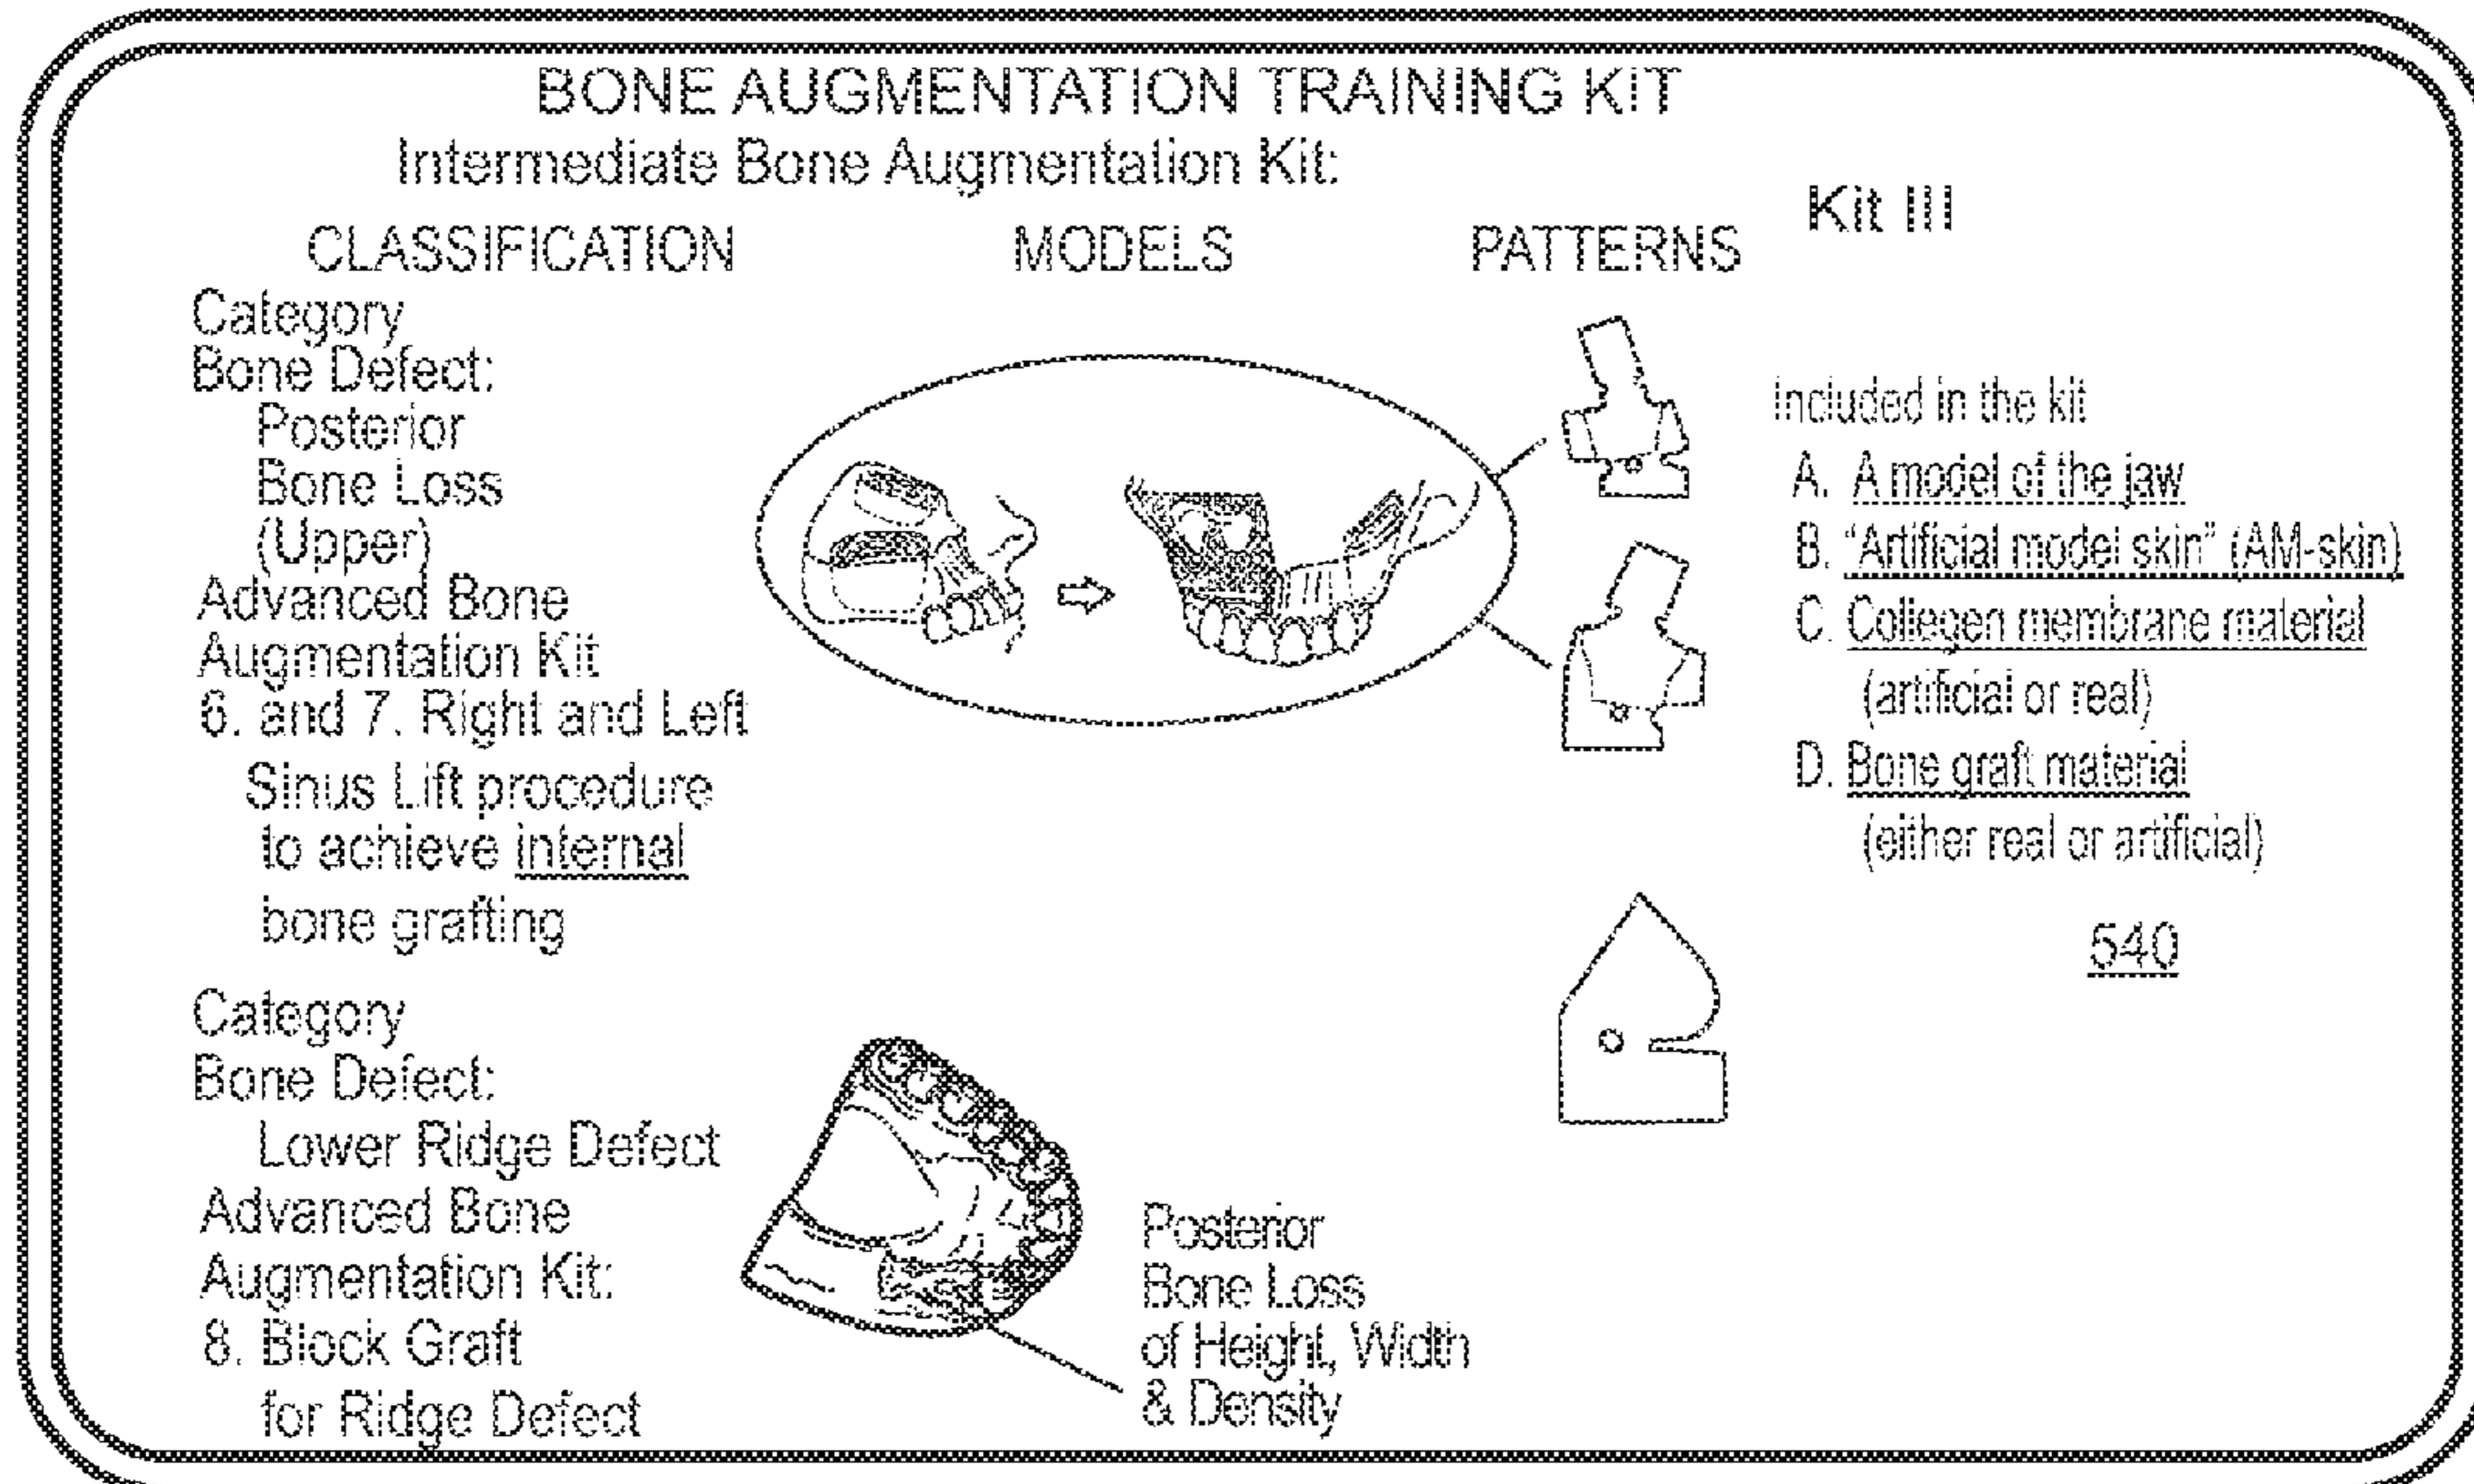 BONE AUGMENTATION TRAINING KIT
Intermediate Bone Augmentation Kit:
Kit III
CLASSIFICATION MODELS PATTERNS
Category
Bone Defect:
Posterior
Bone Loss
(Upper)
Advanced Bone
Augmentation Kit
6. and 7. Right and Left
Sinus Lift procedure
to achieve internal
bone grafting
Included in the kit
A. A model of the jaw
B. "Artificial model skin" (AM-skin)
C. Collegen membrane material
(artificial or real)
D. Bone graft material
(either real or artificial)
540
Category
Bone Defect:
Lower Ridge Defect
Advanced Bone
Augmentation Kit:
8. Block Graft
for Ridge Defect
Posterior
Bone Loss
of Height, Width
& Density